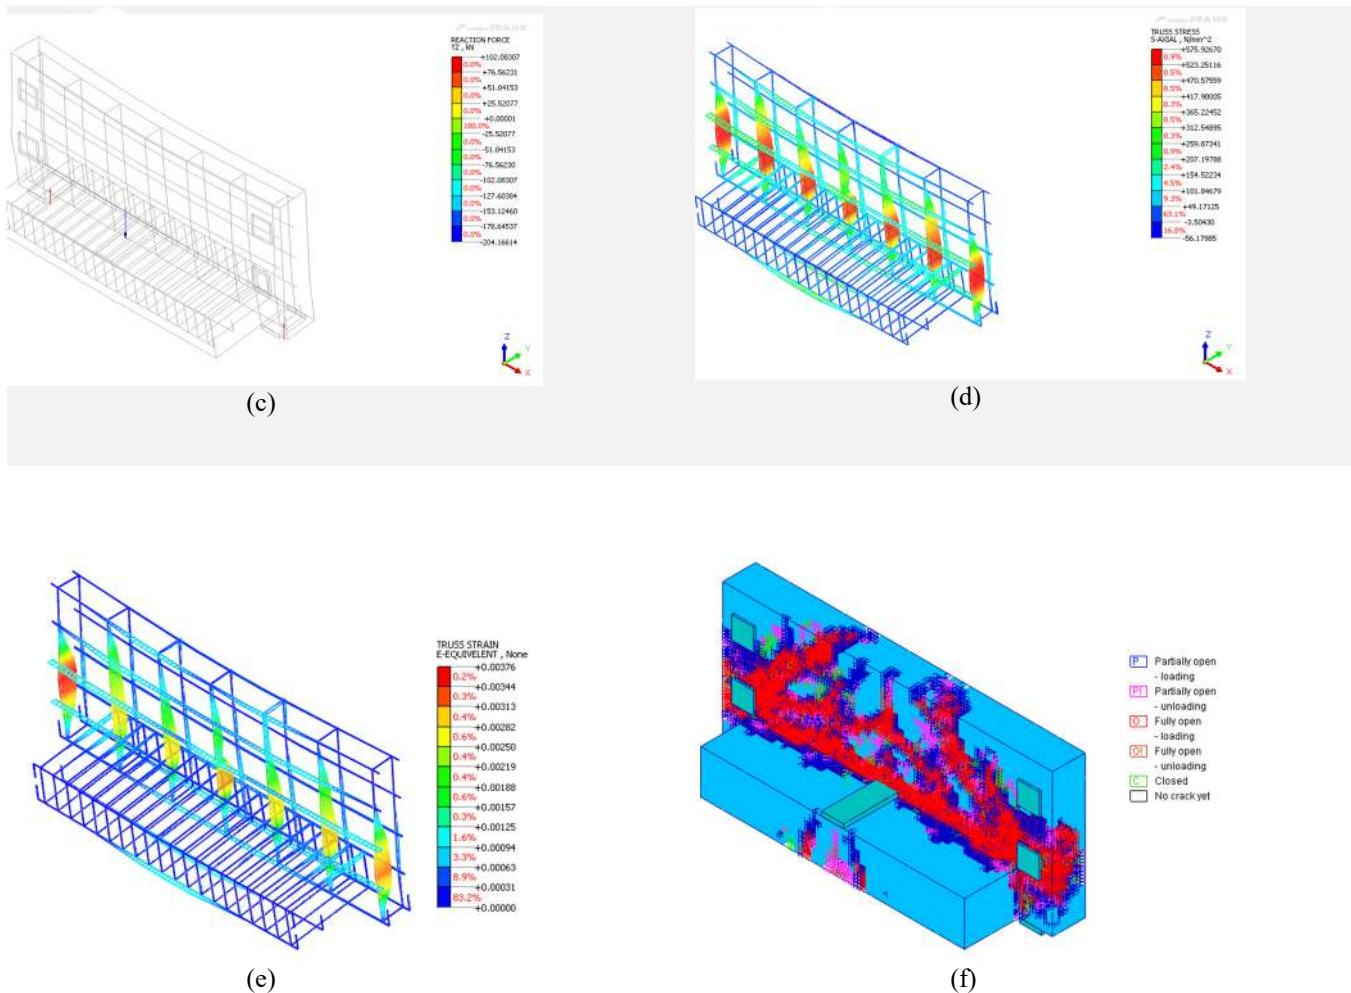 REACTION FORCE
TZ , kN
+102.08307
0.0%
+76.56231
0.0%
+51.04153
0.0%
+25.52077
0.0%
+0.00001
100.0%
-25.52077
0.0%
-51.04153
0.0%
-76.56230
0.0%
-102.08307
0.0%
-127.60384
0.0%
-153.12460
0.0%
-178.64537
0.0%
-204.16614
Z
Y
X
(c)
TRUSS STRESS
S-AXIAL , N/mm^2
+575.92670
0.9%
+523.25116
0.5%
+470.57559
0.5%
+417.90005
0.3%
+365.22452
0.5%
+312.54895
0.3%
+259.87341
0.9%
+207.19788
2.4%
+154.52234
4.5%
+101.84679
9.3%
+49.17125
63.1%
-3.50430
16.8%
-56.17985
Z
Y
X
(d)
TRUSS STRAIN
E-EQUIVELENT , None
+0.00376
0.2%
+0.00344
0.3%
+0.00313
0.4%
+0.00282
0.6%
+0.00250
0.4%
+0.00219
0.4%
+0.00188
0.6%
+0.00157
0.3%
+0.00125
1.6%
+0.00094
3.3%
+0.00063
8.9%
+0.00031
83.2%
+0.00000
(e)
P Partially open
- loading
PI Partially open
- unloading
O Fully open
- loading
OI Fully open
- unloading
C Closed
No crack yet
(f)